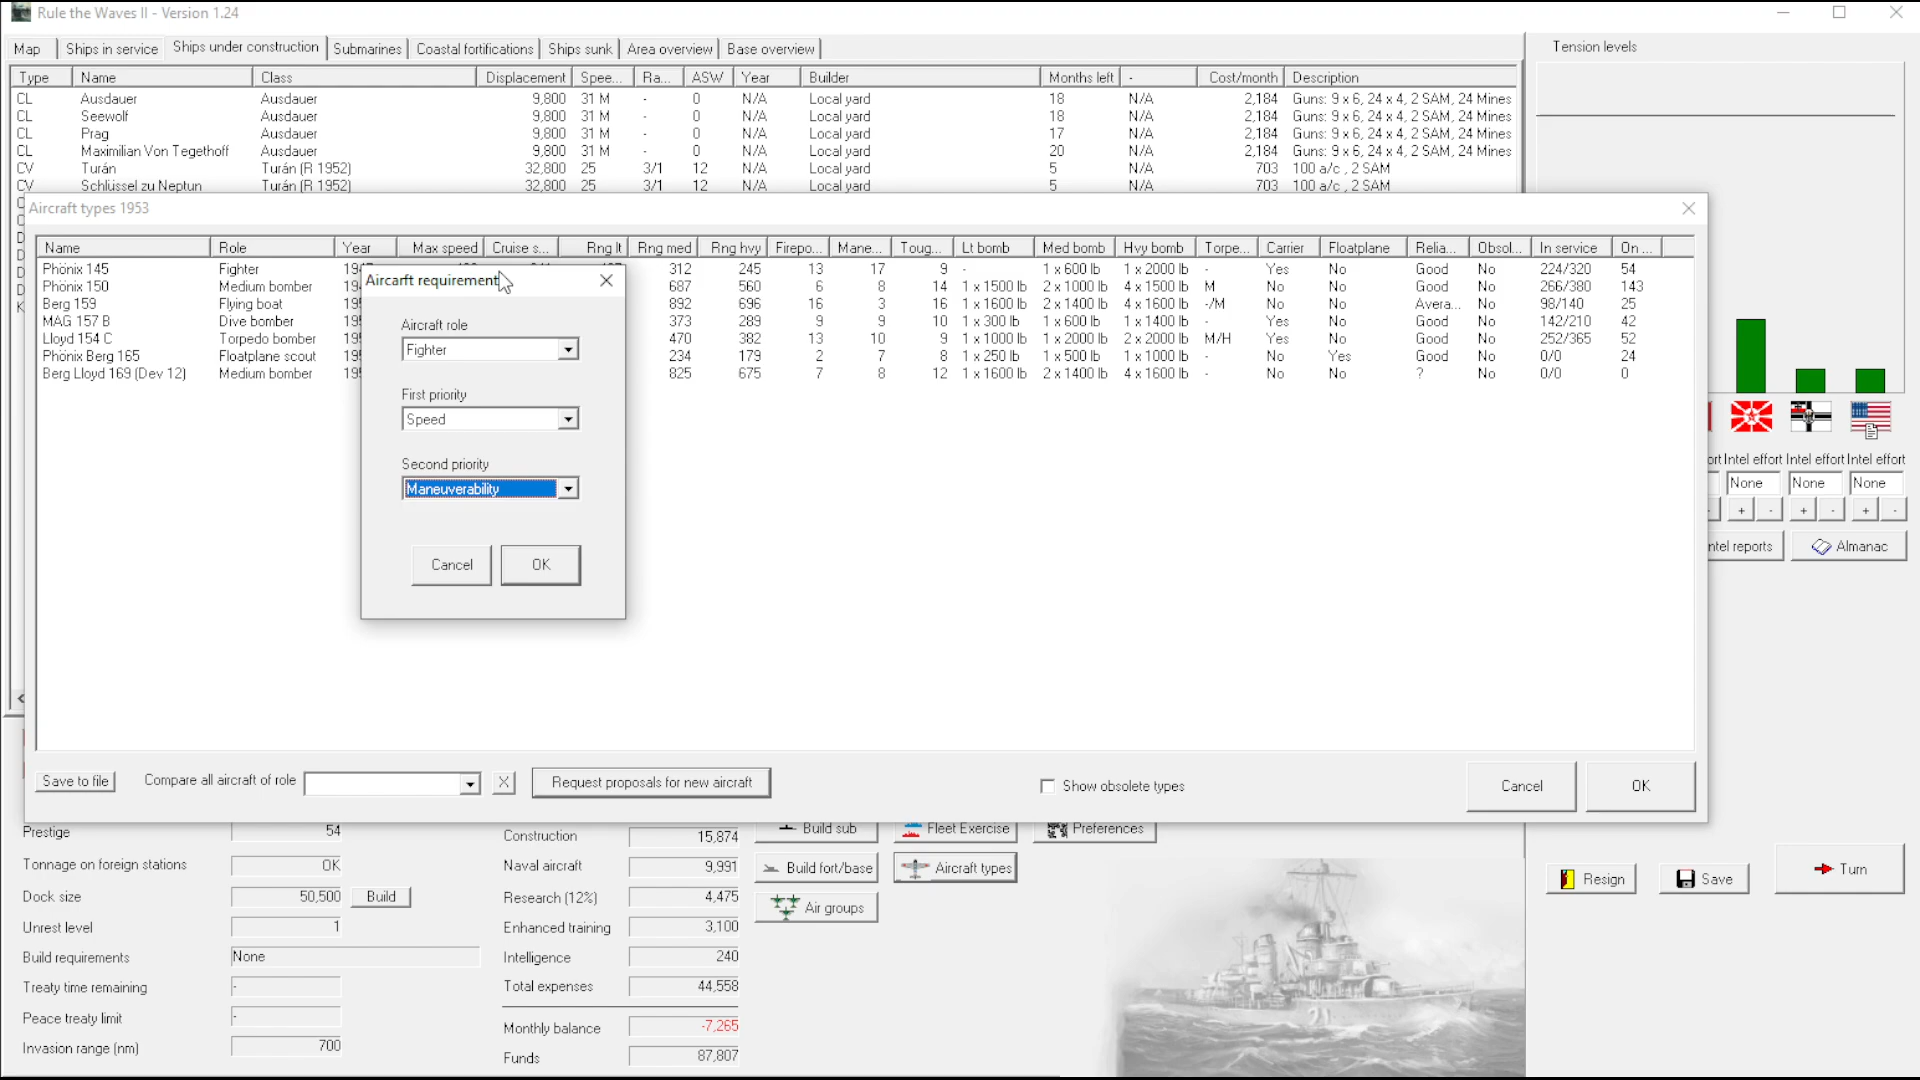 Rule the Waves II - Version 1.24
Map Ships in service Ships under construction Submarines Coastal fortifications Ships sunk Area overview Base overview
Tension levels
Type Name Class Displacement Spee... Ra... ASW Year Builder Months left - Cost/month Description
CL Ausdauer Ausdauer 9,800 31 M - 0 N/A Local yard 18 N/A 2,184 Guns: 9 x 6, 24 x 4, 2 SAM, 24 Mines
CL Seewolf Ausdauer 9,800 31 M - 0 N/A Local yard 18 N/A 2,184 Guns: 9 x 6, 24 x 4, 2 SAM, 24 Mines
CL Prag Ausdauer 9,800 31 M - 0 N/A Local yard 17 N/A 2,184 Guns: 9 x 6, 24 x 4, 2 SAM, 24 Mines
CL Maximilian Von Tegethoff Ausdauer 9,800 31 M - 0 N/A Local yard 20 N/A 2,184 Guns: 9 x 6, 24 x 4, 2 SAM, 24 Mines
CV Turán Turán (R 1952) 32,800 25 3/1 12 N/A Local yard 5 N/A 703 100 a/c , 2 SAM
CV Schlüssel zu Neptun Turán (R 1952) 32,800 25 3/1 12 N/A Local yard 5 N/A 703 100 a/c , 2 SAM
Aircraft types 1953
Name Role Year Max speed Cruise s... Rng lt Rng med Rng hvy Firepo... Mane... Toug... Lt bomb Med bomb Hvy bomb Torpe... Carrier Floatplane Relia... Obsol... In service On ...
Phönix 145 Fighter 312 245 13 17 9 - 1 x 600 lb 1 x 2000 lb - Yes No Good No 224/320 54
Phönix 150 Medium bomber 687 560 6 8 14 1 x 1500 lb 2 x 1000 lb 4 x 1500 lb M No No Good No 266/380 143
Berg 159 Flying boat 892 696 16 3 16 1 x 1600 lb 2 x 1400 lb 4 x 1600 lb -/M No No Avera... No 98/140 25
MAG 157 B Dive bomber 373 289 9 9 10 1 x 300 lb 1 x 600 lb 1 x 1400 lb - Yes No Good No 142/210 42
Lloyd 154 C Torpedo bomber 470 382 13 10 9 1 x 1000 lb 1 x 2000 lb 2 x 2000 lb M/H Yes No Good No 252/365 52
Phönix Berg 165 Floatplane scout 234 179 2 7 8 1 x 250 lb 1 x 500 lb 1 x 1000 lb - No Yes Good No 0/0 24
Berg Lloyd 169 (Dev 12) Medium bomber 825 675 7 8 12 1 x 1600 lb 2 x 1400 lb 4 x 1600 lb - No No ? No 0/0 0
Aircarft requirement
Aircraft role
Fighter
First priority
Speed
Second priority
Maneuverability
Cancel OK
Intel effort Intel effort Intel effort
None None None
+ - + - + -
Intel reports Almanac
Save to file Compare all aircraft of role X Request proposals for new aircraft Show obsolete types Cancel OK
Prestige 54
Tonnage on foreign stations OK
Dock size 50,500 Build
Unrest level 1
Build requirements None
Treaty time remaining -
Peace treaty limit -
Invasion range (nm) 700
Construction 15,874
Naval aircraft 9,991
Research (12%) 4,475
Enhanced training 3,100
Intelligence 240
Total expenses 44,558
Monthly balance -7,265
Funds 87,807
Build sub Fleet Exercise Preferences
Build fort/base Aircraft types
Air groups
Resign Save Turn